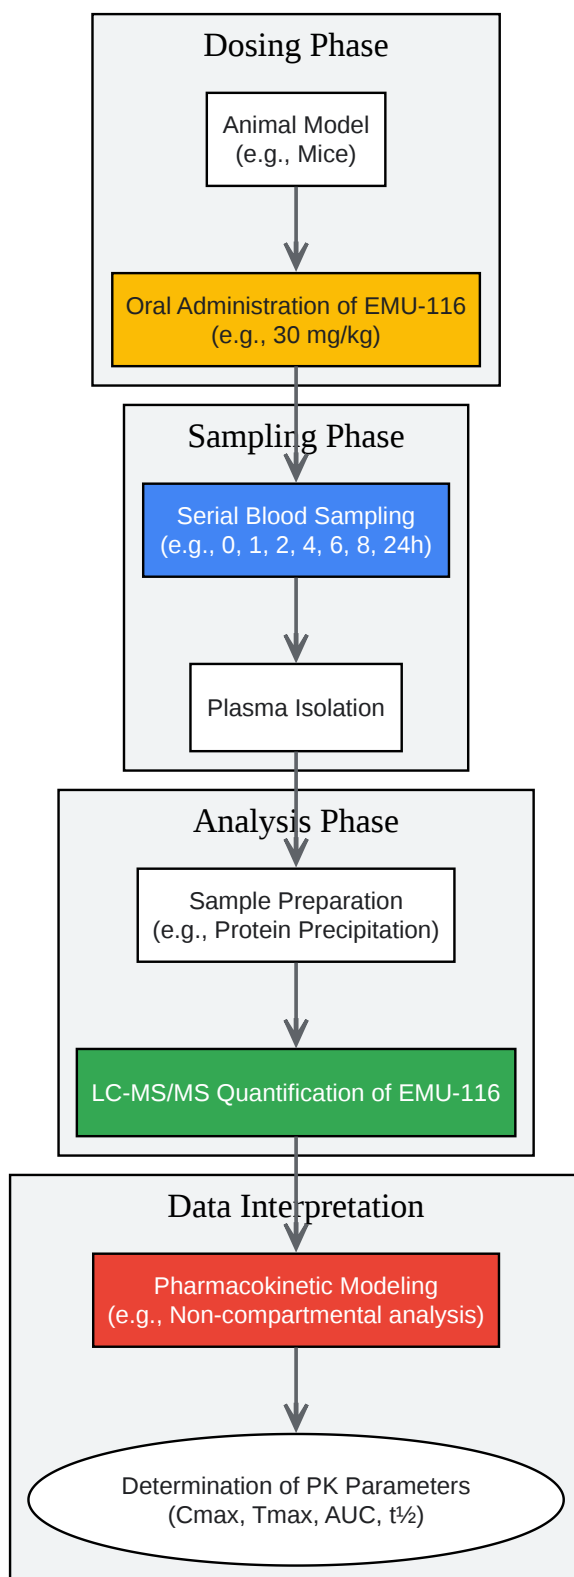 Dosing Phase
Animal Model
(e.g., Mice)
Oral Administration of EMU-116
(e.g., 30 mg/kg)
Sampling Phase
Serial Blood Sampling
(e.g., 0, 1, 2, 4, 6, 8, 24h)
Plasma Isolation
Analysis Phase
Sample Preparation
(e.g., Protein Precipitation)
LC-MS/MS Quantification of EMU-116
Data Interpretation
Pharmacokinetic Modeling
(e.g., Non-compartmental analysis)
Determination of PK Parameters
(Cmax, Tmax, AUC, t½)